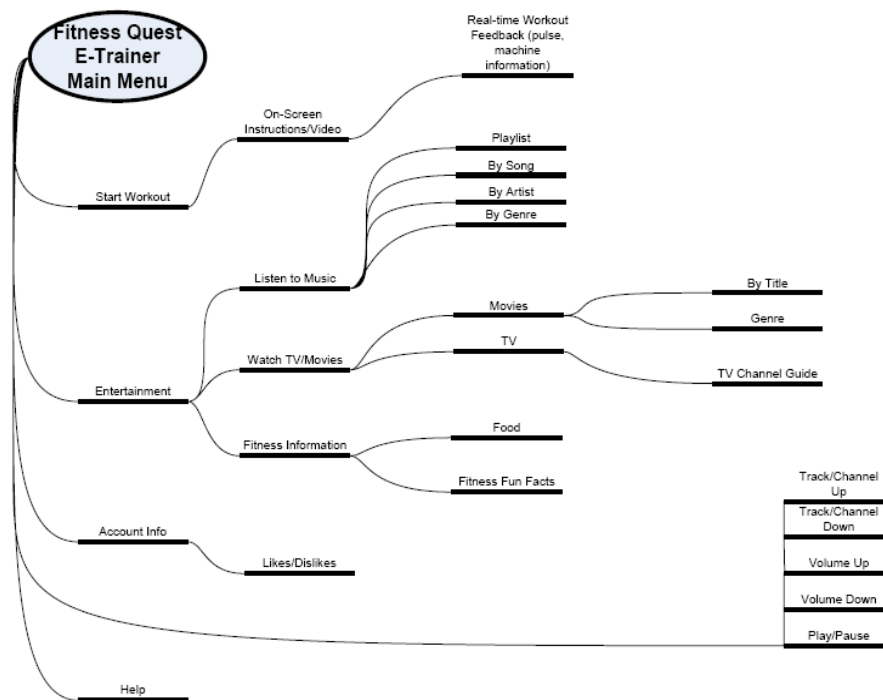 Fitness Quest
E-Trainer
Main Menu
Real-time Workout
Feedback (pulse,
machine
information)
On-Screen
Instructions/Video
Start Workout
Playlist
By Song
By Artist
By Genre
Listen to Music
Movies
By Title
Genre
Watch TV/Movies
TV
TV Channel Guide
Entertainment
Fitness Information
Food
Fitness Fun Facts
Account Info
Likes/Dislikes
Track/Channel
Up
Track/Channel
Down
Volume Up
Volume Down
Play/Pause
Help